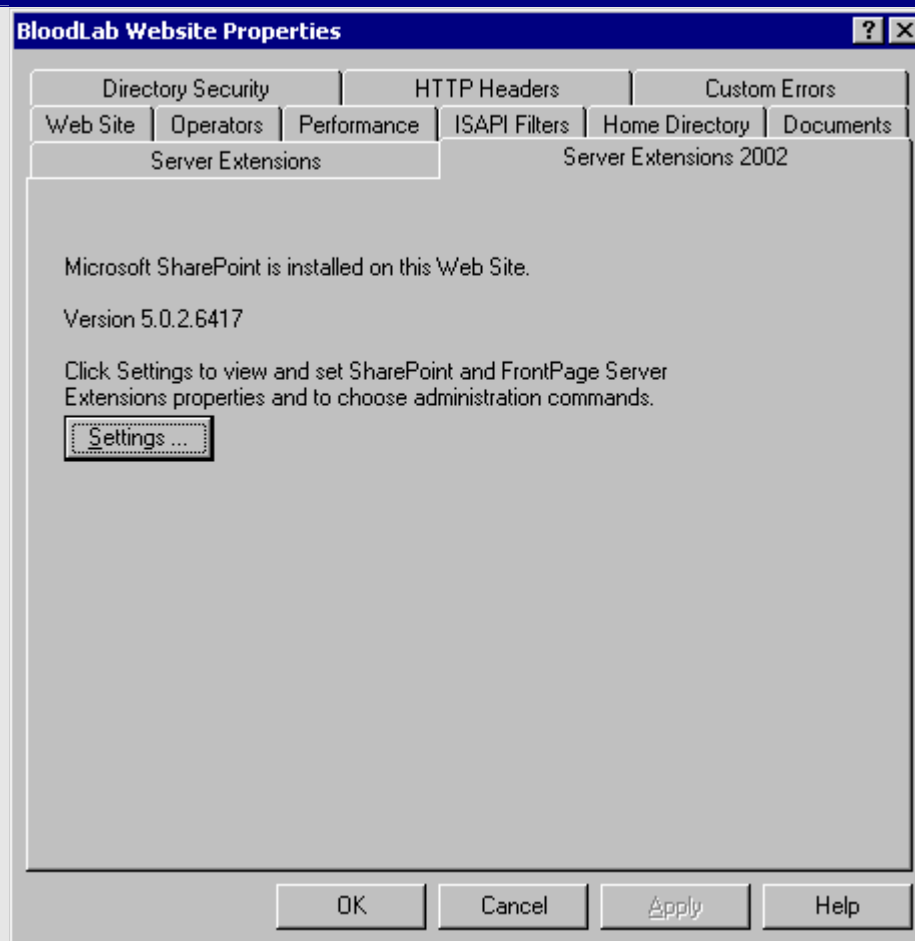 BloodLab Website Properties
Directory Security HTTP Headers Custom Errors
Web Site Operators Performance ISAPI Filters Home Directory Documents
Server Extensions Server Extensions 2002
Microsoft SharePoint is installed on this Web Site.
Version 5.0.2.6417
Click Settings to view and set SharePoint and FrontPage Server
Extensions properties and to choose administration commands.
Settings ...
OK Cancel Apply Help